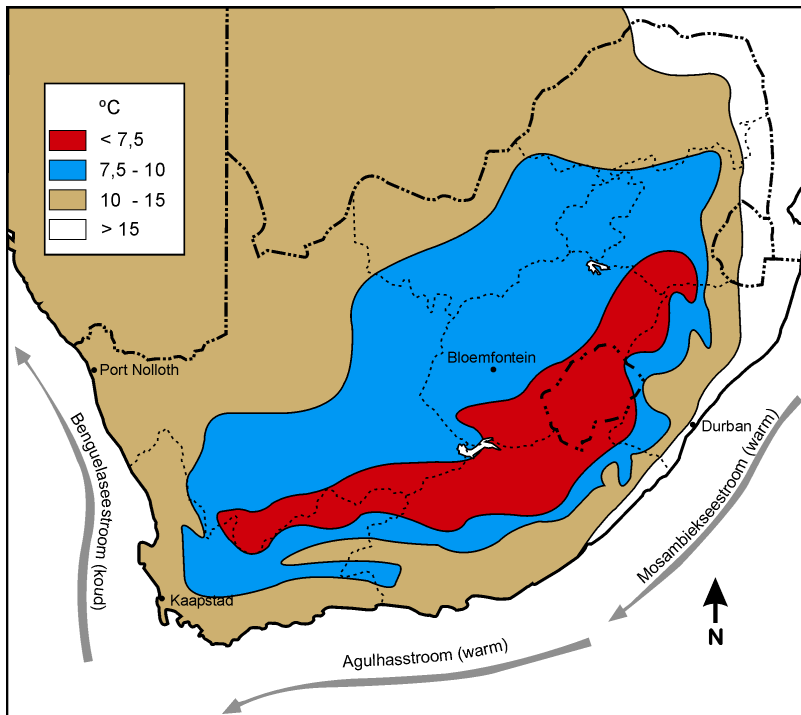 ºC
< 7,5
7,5 - 10
10 - 15
> 15
Port Nolloth
Bloemfontein
Durban
Kaapstad
Benguelaseestroom (koud)
Mosambiekseestroom (warm)
Agulhasstroom (warm)
N